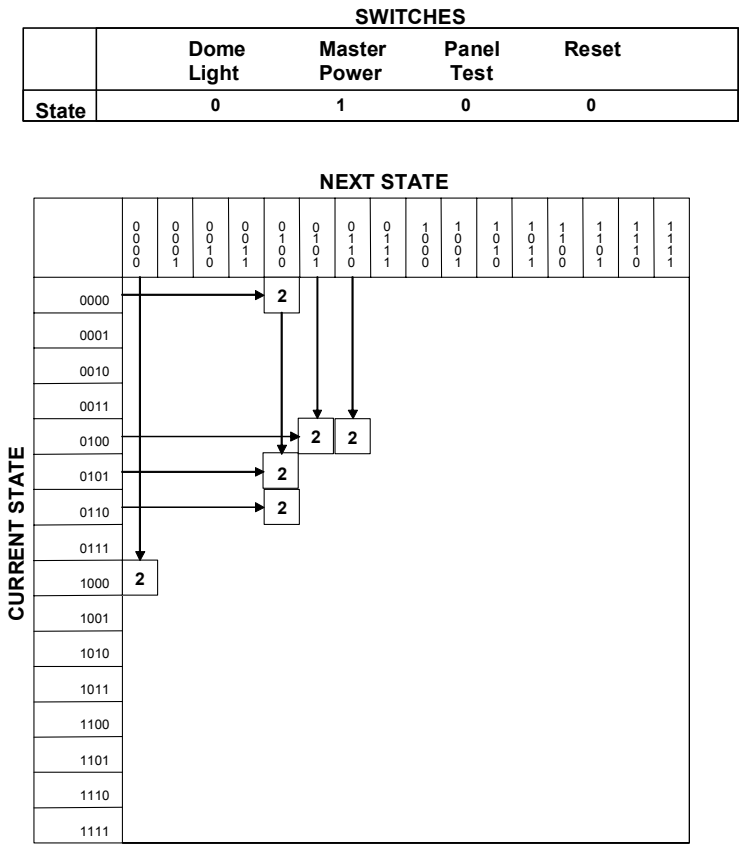 SWITCHES
Dome Light Master Power Panel Test Reset
State 0 1 0 0
NEXT STATE
0000 0001 0010 0011 0100 0101 0110 0111 1000 1001 1010 1011 1100 1101 1110 1111
CURRENT STATE
0000 2
0001
0010
0011
0100 2 2
0101 2
0110 2
0111
1000 2
1001
1010
1011
1100
1101
1110
1111